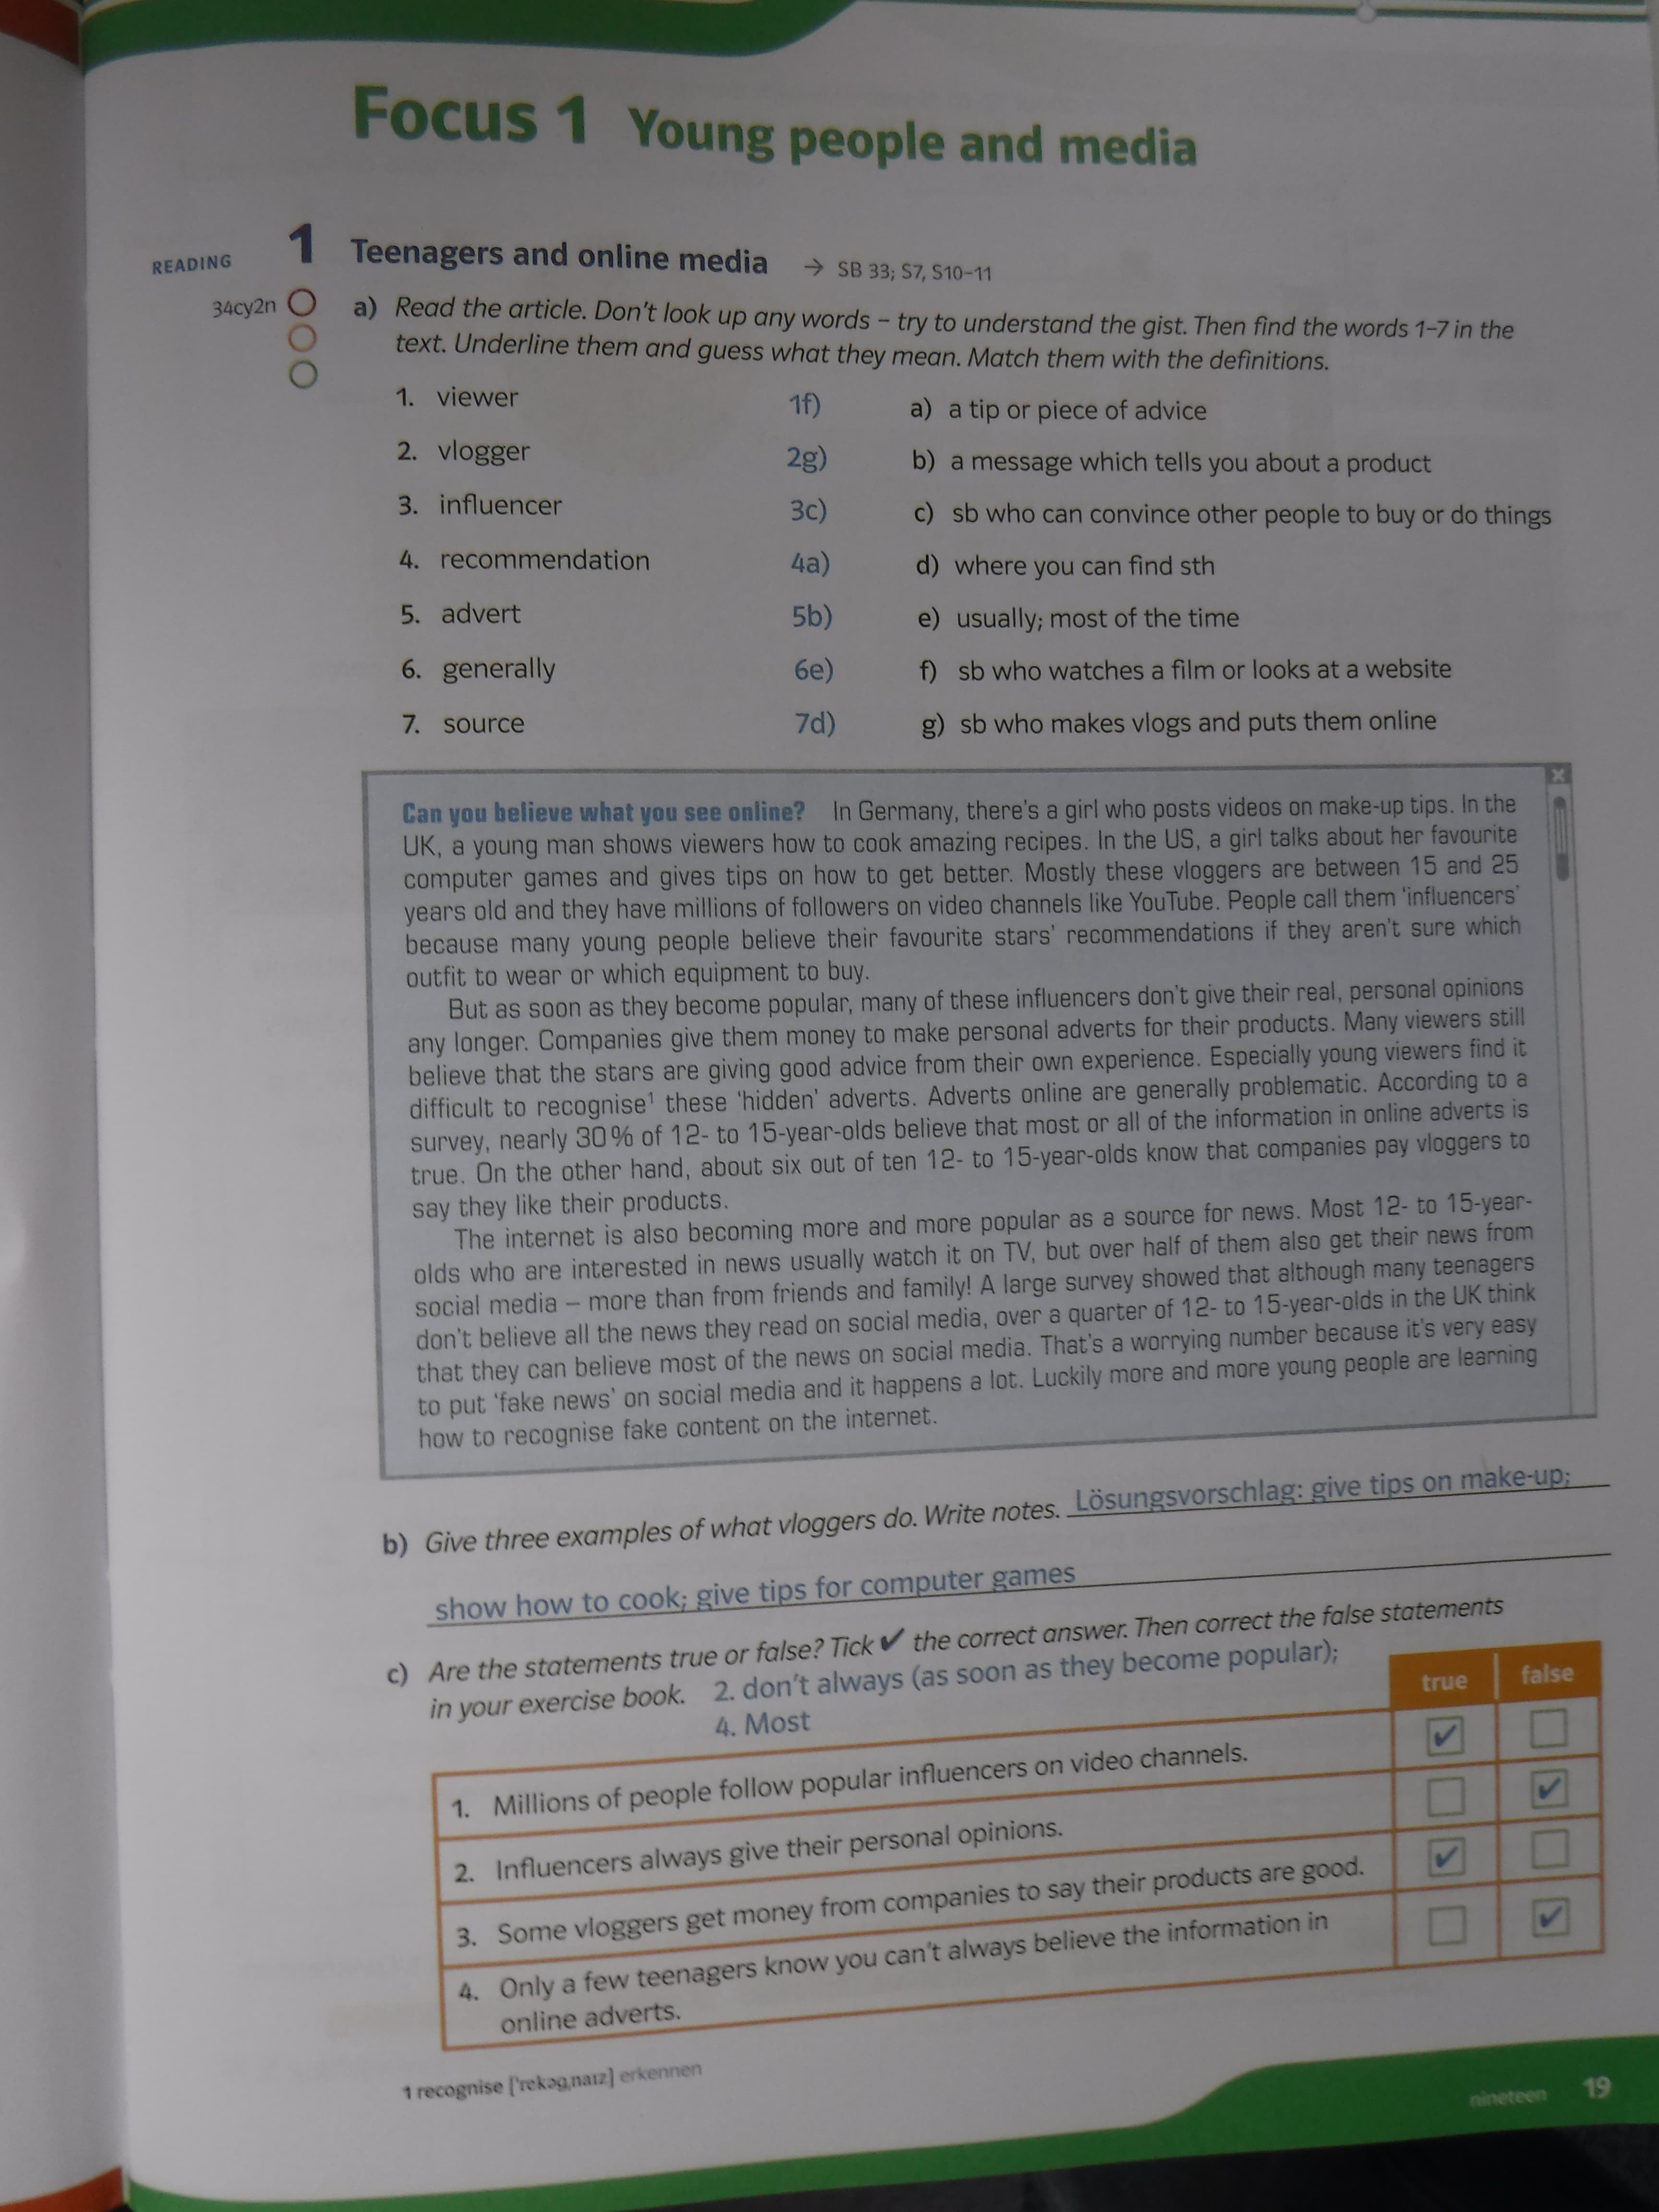 Focus 1 Young people and media
READING 1 Teenagers and online media → SB 33; S7, S10–11
34cy2n a) Read the article. Don't look up any words – try to understand the gist. Then find the words 1–7 in the
text. Underline them and guess what they mean. Match them with the definitions.
1. viewer 1f) a) a tip or piece of advice
2. vlogger 2g) b) a message which tells you about a product
3. influencer 3c) c) sb who can convince other people to buy or do things
4. recommendation 4a) d) where you can find sth
5. advert 5b) e) usually; most of the time
6. generally 6e) f) sb who watches a film or looks at a website
7. source 7d) g) sb who makes vlogs and puts them online
Can you believe what you see online? In Germany, there's a girl who posts videos on make-up tips. In the
UK, a young man shows viewers how to cook amazing recipes. In the US, a girl talks about her favourite
computer games and gives tips on how to get better. Mostly these vloggers are between 15 and 25
years old and they have millions of followers on video channels like YouTube. People call them 'influencers'
because many young people believe their favourite stars' recommendations if they aren't sure which
outfit to wear or which equipment to buy.
But as soon as they become popular, many of these influencers don't give their real, personal opinions
any longer. Companies give them money to make personal adverts for their products. Many viewers still
believe that the stars are giving good advice from their own experience. Especially young viewers find it
difficult to recognise¹ these 'hidden' adverts. Adverts online are generally problematic. According to a
survey, nearly 30% of 12- to 15-year-olds believe that most or all of the information in online adverts is
true. On the other hand, about six out of ten 12- to 15-year-olds know that companies pay vloggers to
say they like their products.
The internet is also becoming more and more popular as a source for news. Most 12- to 15-year-
olds who are interested in news usually watch it on TV, but over half of them also get their news from
social media – more than from friends and family! A large survey showed that although many teenagers
don't believe all the news they read on social media, over a quarter of 12- to 15-year-olds in the UK think
that they can believe most of the news on social media. That's a worrying number because it's very easy
to put 'fake news' on social media and it happens a lot. Luckily more and more young people are learning
how to recognise fake content on the internet.
b) Give three examples of what vloggers do. Write notes. Lösungsvorschlag: give tips on make-up;
show how to cook; give tips for computer games
c) Are the statements true or false? Tick ✔ the correct answer. Then correct the false statements
in your exercise book. 2. don't always (as soon as they become popular);
4. Most
true false
1. Millions of people follow popular influencers on video channels. ✔
2. Influencers always give their personal opinions. ✔
3. Some vloggers get money from companies to say their products are good. ✔
4. Only a few teenagers know you can't always believe the information in ✔
online adverts.
1 recognise [ˈrekəɡˌnaɪz] erkennen
nineteen 19